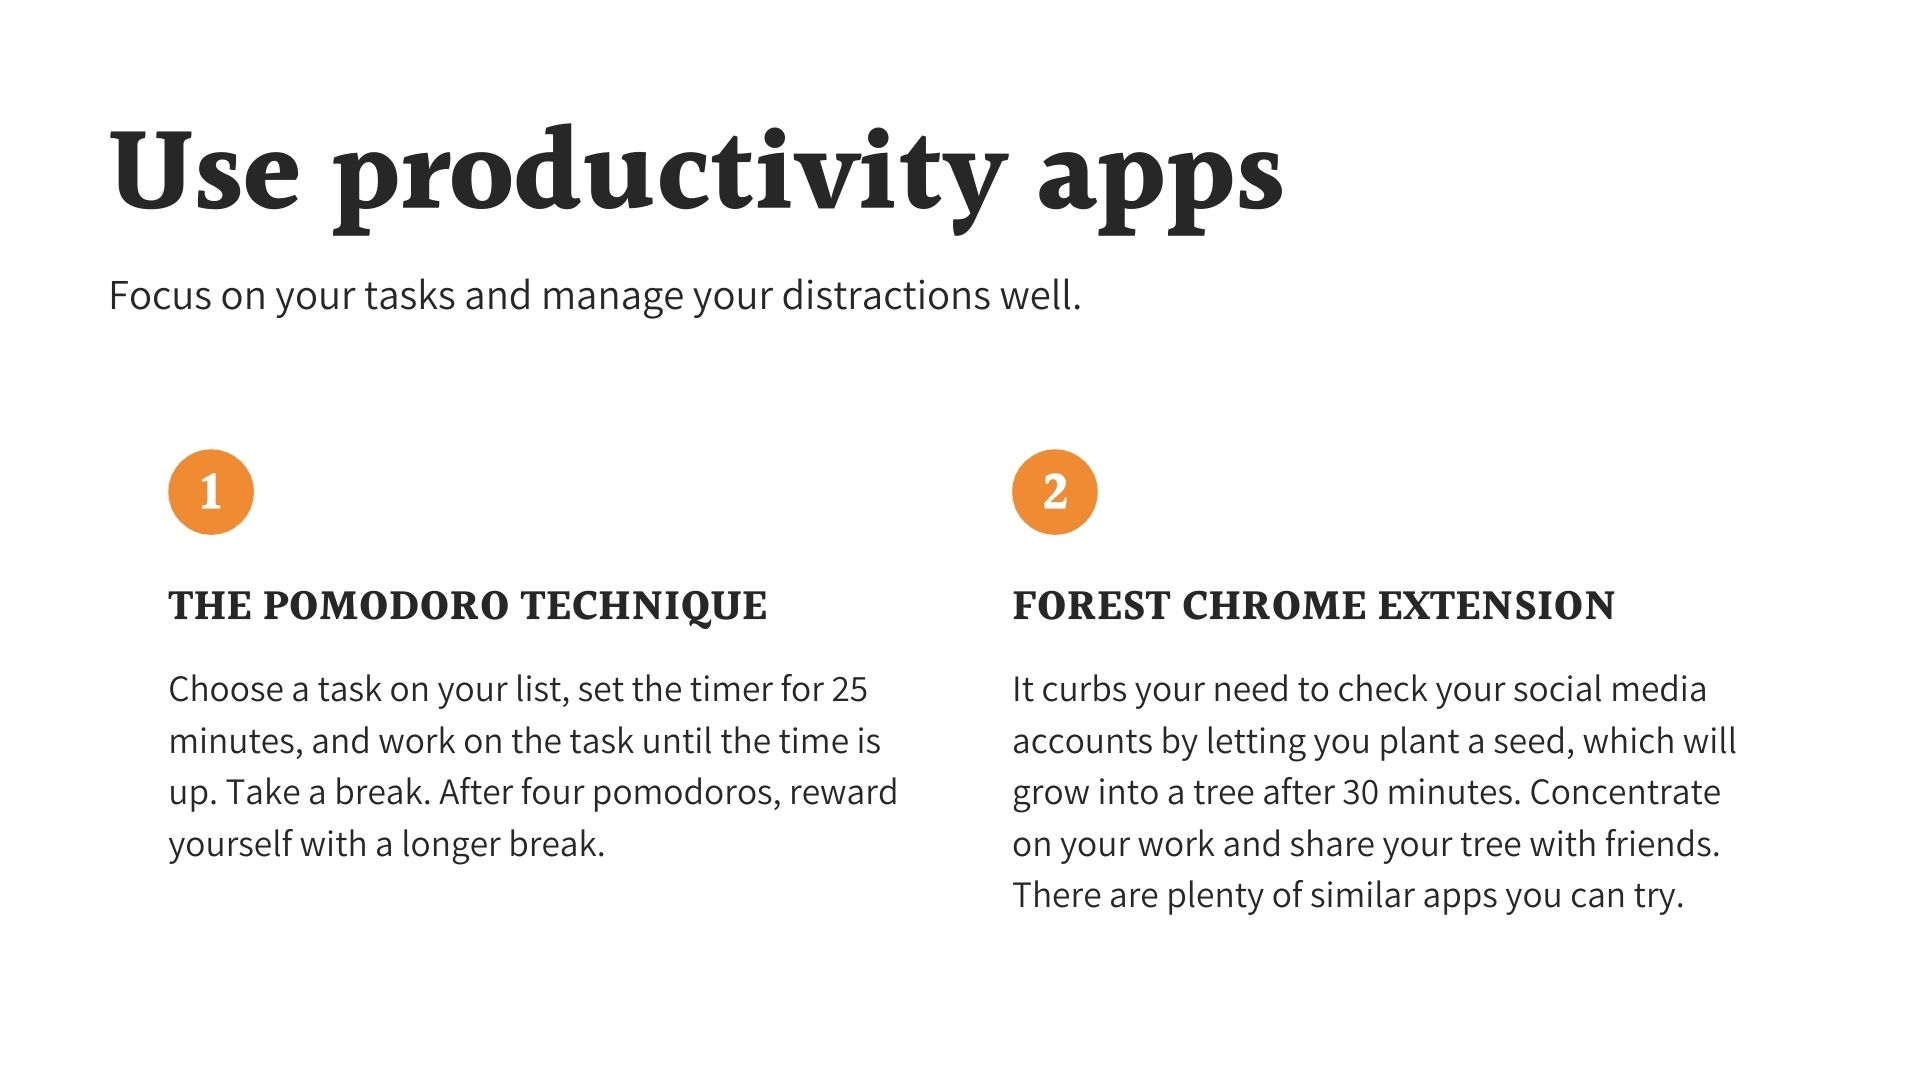 Use productivity apps
Focus on your tasks and manage your distractions well.
1
THE POMODORO TECHNIQUE
Choose a task on your list, set the timer for 25
minutes, and work on the task until the time is
up. Take a break. After four pomodoros, reward
yourself with a longer break.
2
FOREST CHROME EXTENSION
It curbs your need to check your social media
accounts by letting you plant a seed, which will
grow into a tree after 30 minutes. Concentrate
on your work and share your tree with friends.
There are plenty of similar apps you can try.